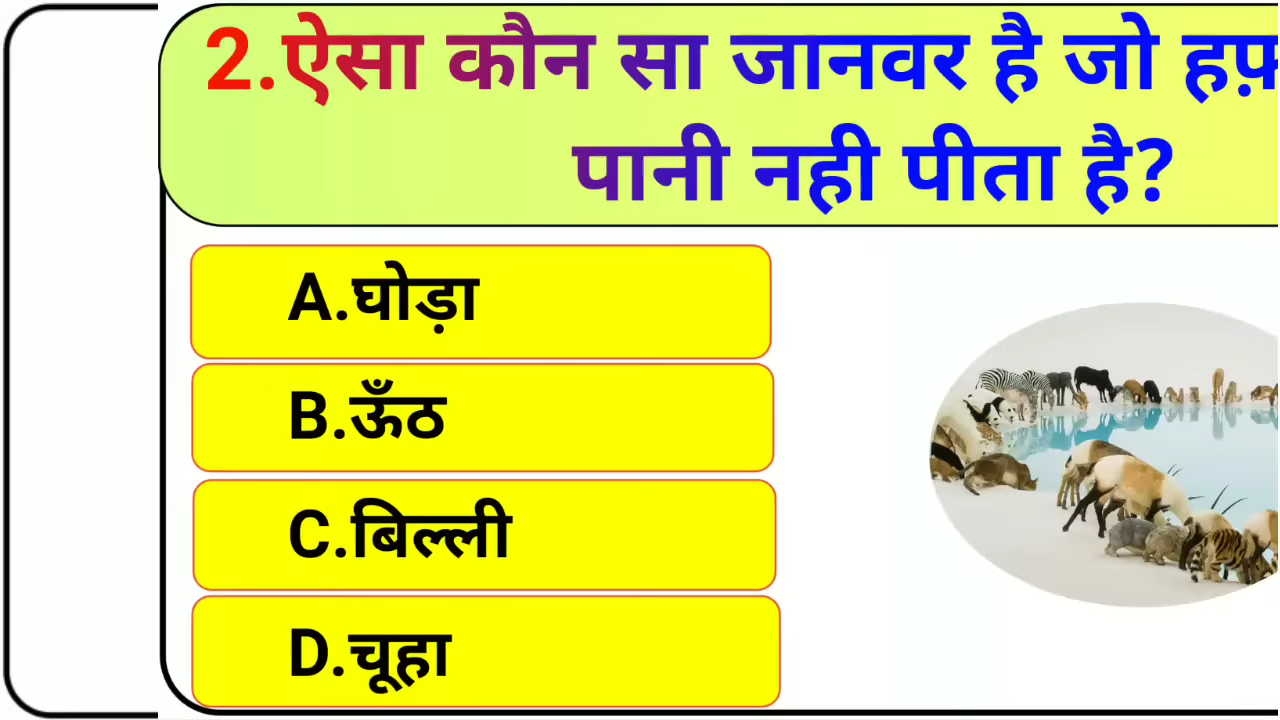 2.ऐसा कौन सा जानवर है जो
पानी नही पीता है?
A.घोड़ा
B.ऊँठ
C.बिल्ली
D.चूहा